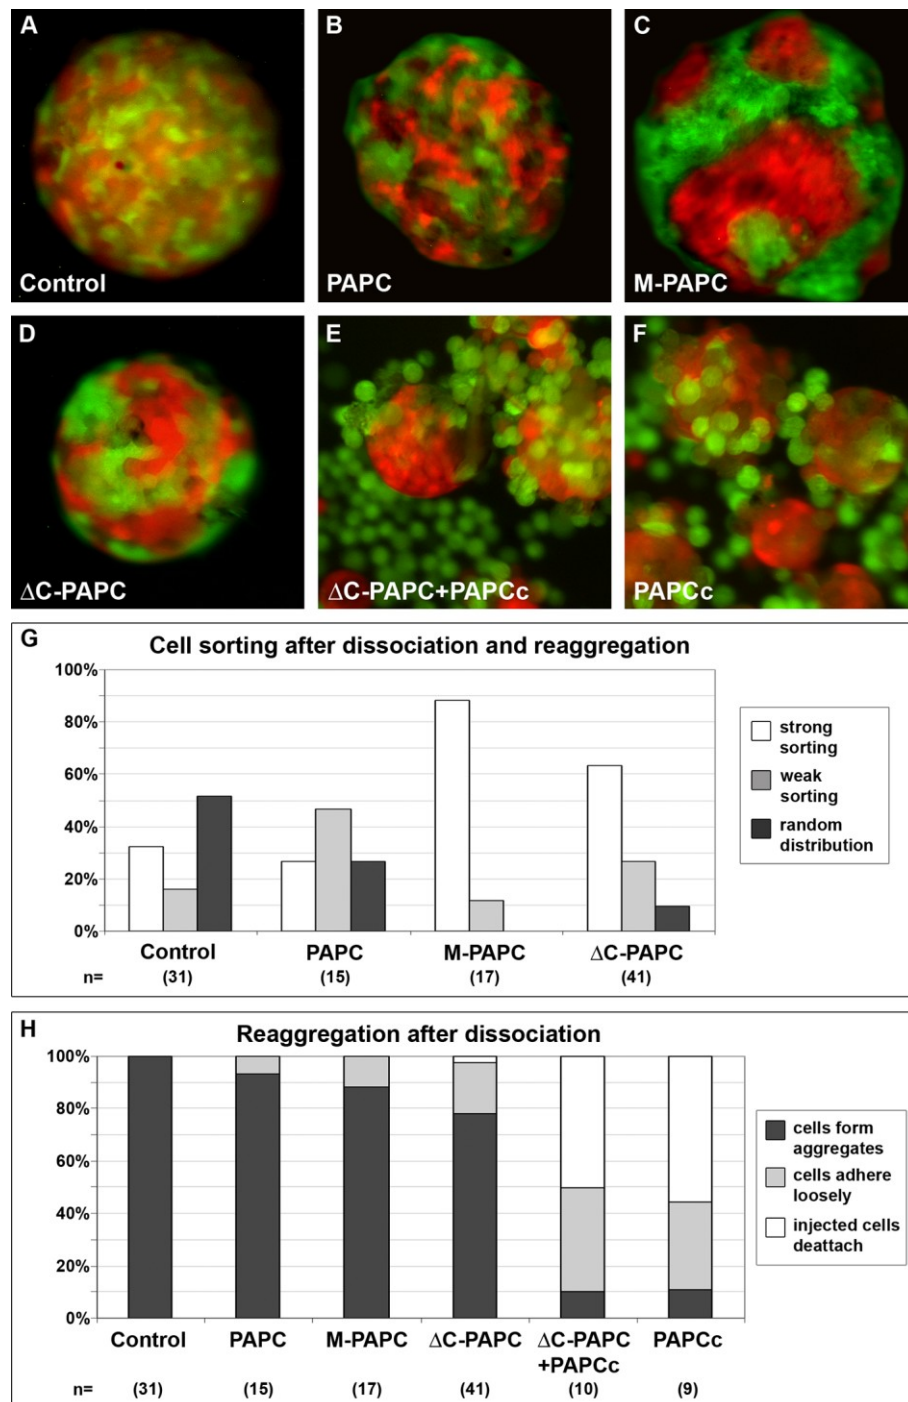 A
B
C
Control
PAPC
M-PAPC
D
E
F
ΔC-PAPC
ΔC-PAPC+PAPCc
PAPCc
G
Cell sorting after dissociation and reaggregation
100%
80%
60%
40%
20%
0%
strong
sorting
weak
sorting
random
distribution
Control
PAPC
M-PAPC
ΔC-PAPC
n= (31) (15) (17) (41)
H
Reaggregation after dissociation
100%
80%
60%
40%
20%
0%
cells form
aggregates
cells adhere
loosely
injected cells
deattach
Control
PAPC
M-PAPC
ΔC-PAPC
ΔC-PAPC
+PAPCc
PAPCc
n= (31) (15) (17) (41) (10) (9)